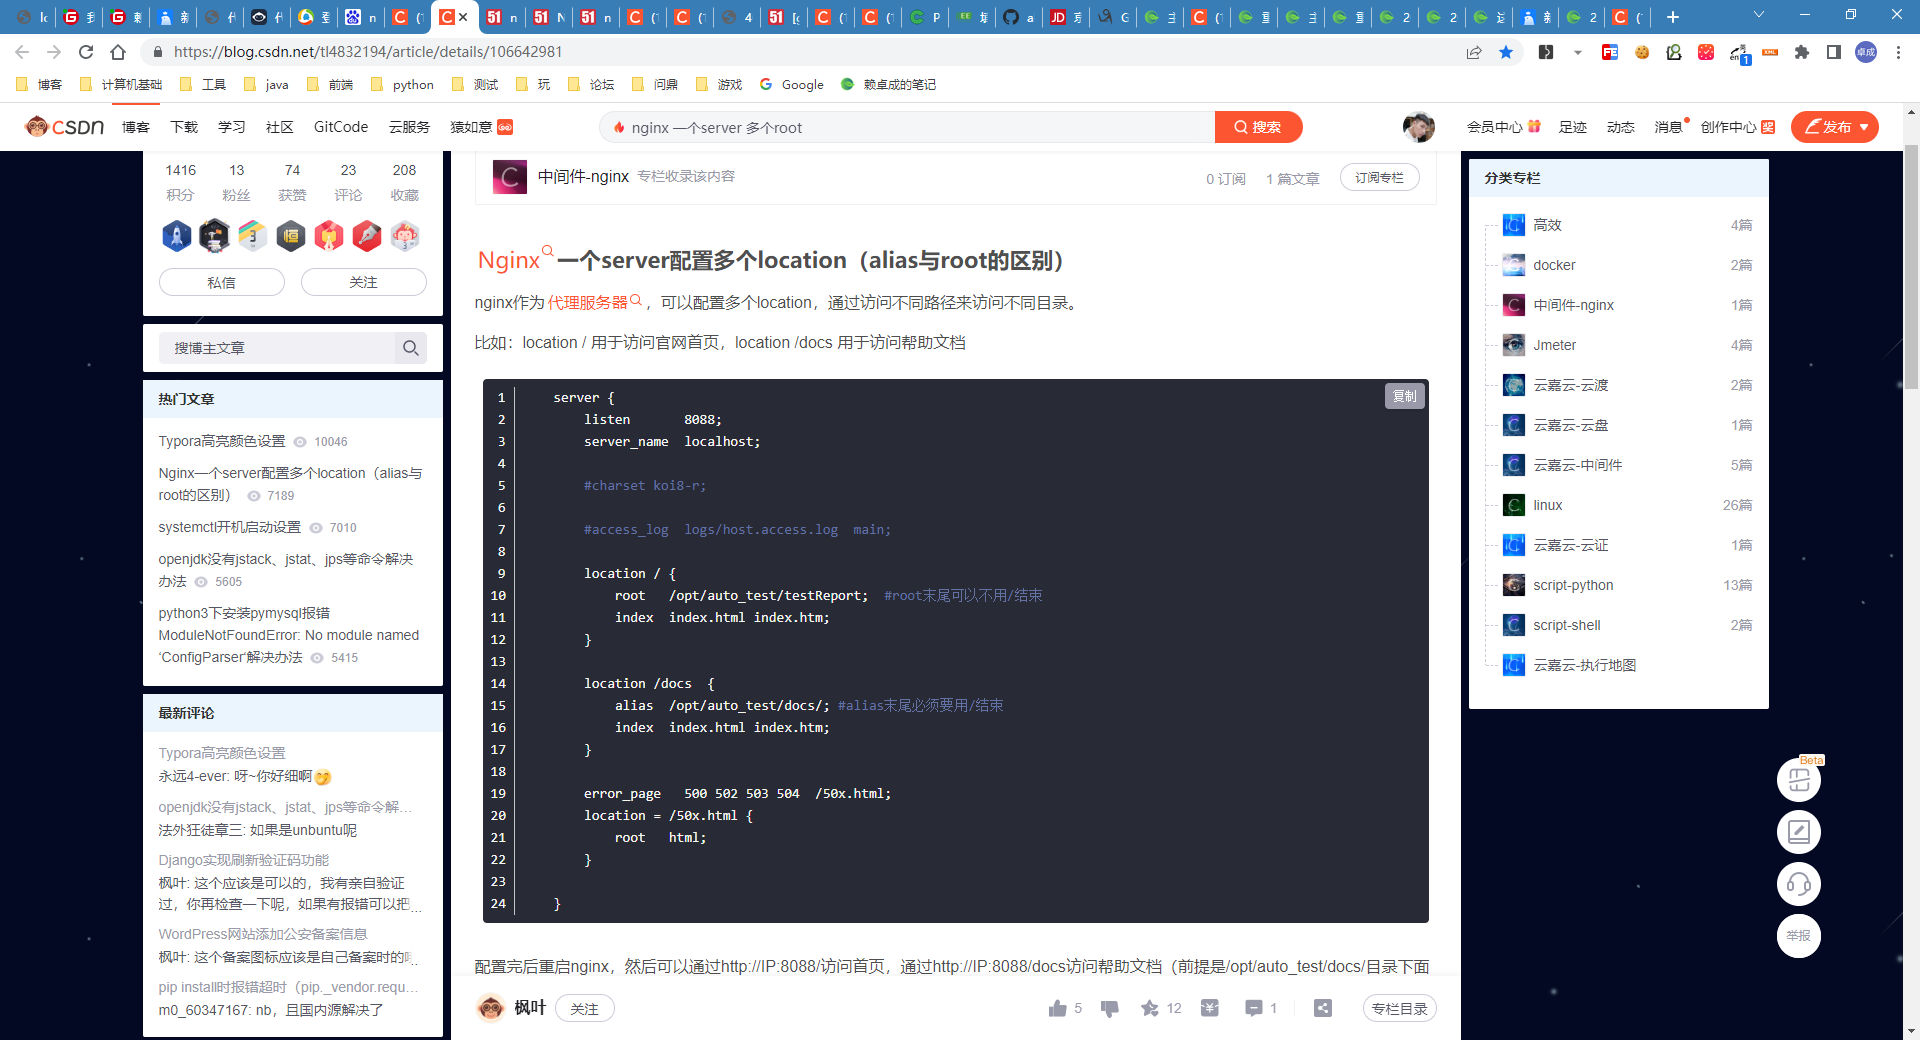 https://blog.csdn.net/tl4832194/article/details/106642981
博客
计算机基础
工具
java
前端
python
测试
玩
论坛
问鼎
游戏
Google
赖卓成的笔记
CSDN
博客
下载
学习
社区
GitCode
云服务
猿如意
nginx 一个server 多个root
搜索
会员中心
足迹
动态
消息
创作中心
发布
1416
13
74
23
208
积分
粉丝
获赞
评论
收藏
私信
关注
搜博主文章
热门文章
Typora高亮颜色设置 10046
Nginx一个server配置多个location（alias与
root的区别） 7189
systemctl开机启动设置 7010
openjdk没有jstack、jstat、jps等命令解决
办法 5605
python3下安装pymysql报错
ModuleNotFoundError: No module named
‘ConfigParser‘解决办法 5415
最新评论
Typora高亮颜色设置
永远4-ever: 呀~你好细啊
openjdk没有jstack、jstat、jps等命令解...
法外狂徒章三: 如果是unbuntu呢
Django实现刷新验证码功能
枫叶: 这个应该是可以的，我有亲自验证
过，你再检查一下呢，如果有报错可以把...
WordPress网站添加公安备案信息
枫叶: 这个备案图标应该是自己备案时的...
pip install时报错超时（pip._vendor.requ...
m0_60347167: nb，且国内源解决了
中间件-nginx 专栏收录该内容
0 订阅
1 篇文章
订阅专栏
Nginx一个server配置多个location（alias与root的区别）
nginx作为代理服务器，可以配置多个location，通过访问不同路径来访问不同目录。
比如：location / 用于访问官网首页，location /docs 用于访问帮助文档
复制
1 server {
2 listen 8088;
3 server_name localhost;
4
5 #charset koi8-r;
6
7 #access_log logs/host.access.log main;
8
9 location / {
10 root /opt/auto_test/testReport; #root末尾可以不用/结束
11 index index.html index.htm;
12 }
13
14 location /docs {
15 alias /opt/auto_test/docs/; #alias末尾必须要用/结束
16 index index.html index.htm;
17 }
18
19 error_page 500 502 503 504 /50x.html;
20 location = /50x.html {
21 root html;
22 }
23
24 }
配置完后重启nginx，然后可以通过http://IP:8088/访问首页，通过http://IP:8088/docs访问帮助文档（前提是/opt/auto_test/docs/目录下面
枫叶
关注
5
12
1
专栏目录
分类专栏
高效 4篇
docker 2篇
中间件-nginx 1篇
Jmeter 4篇
云嘉云-云渡 2篇
云嘉云-云盘 1篇
云嘉云-中间件 5篇
linux 26篇
云嘉云-云证 1篇
script-python 13篇
script-shell 2篇
云嘉云-执行地图
Beta
举报